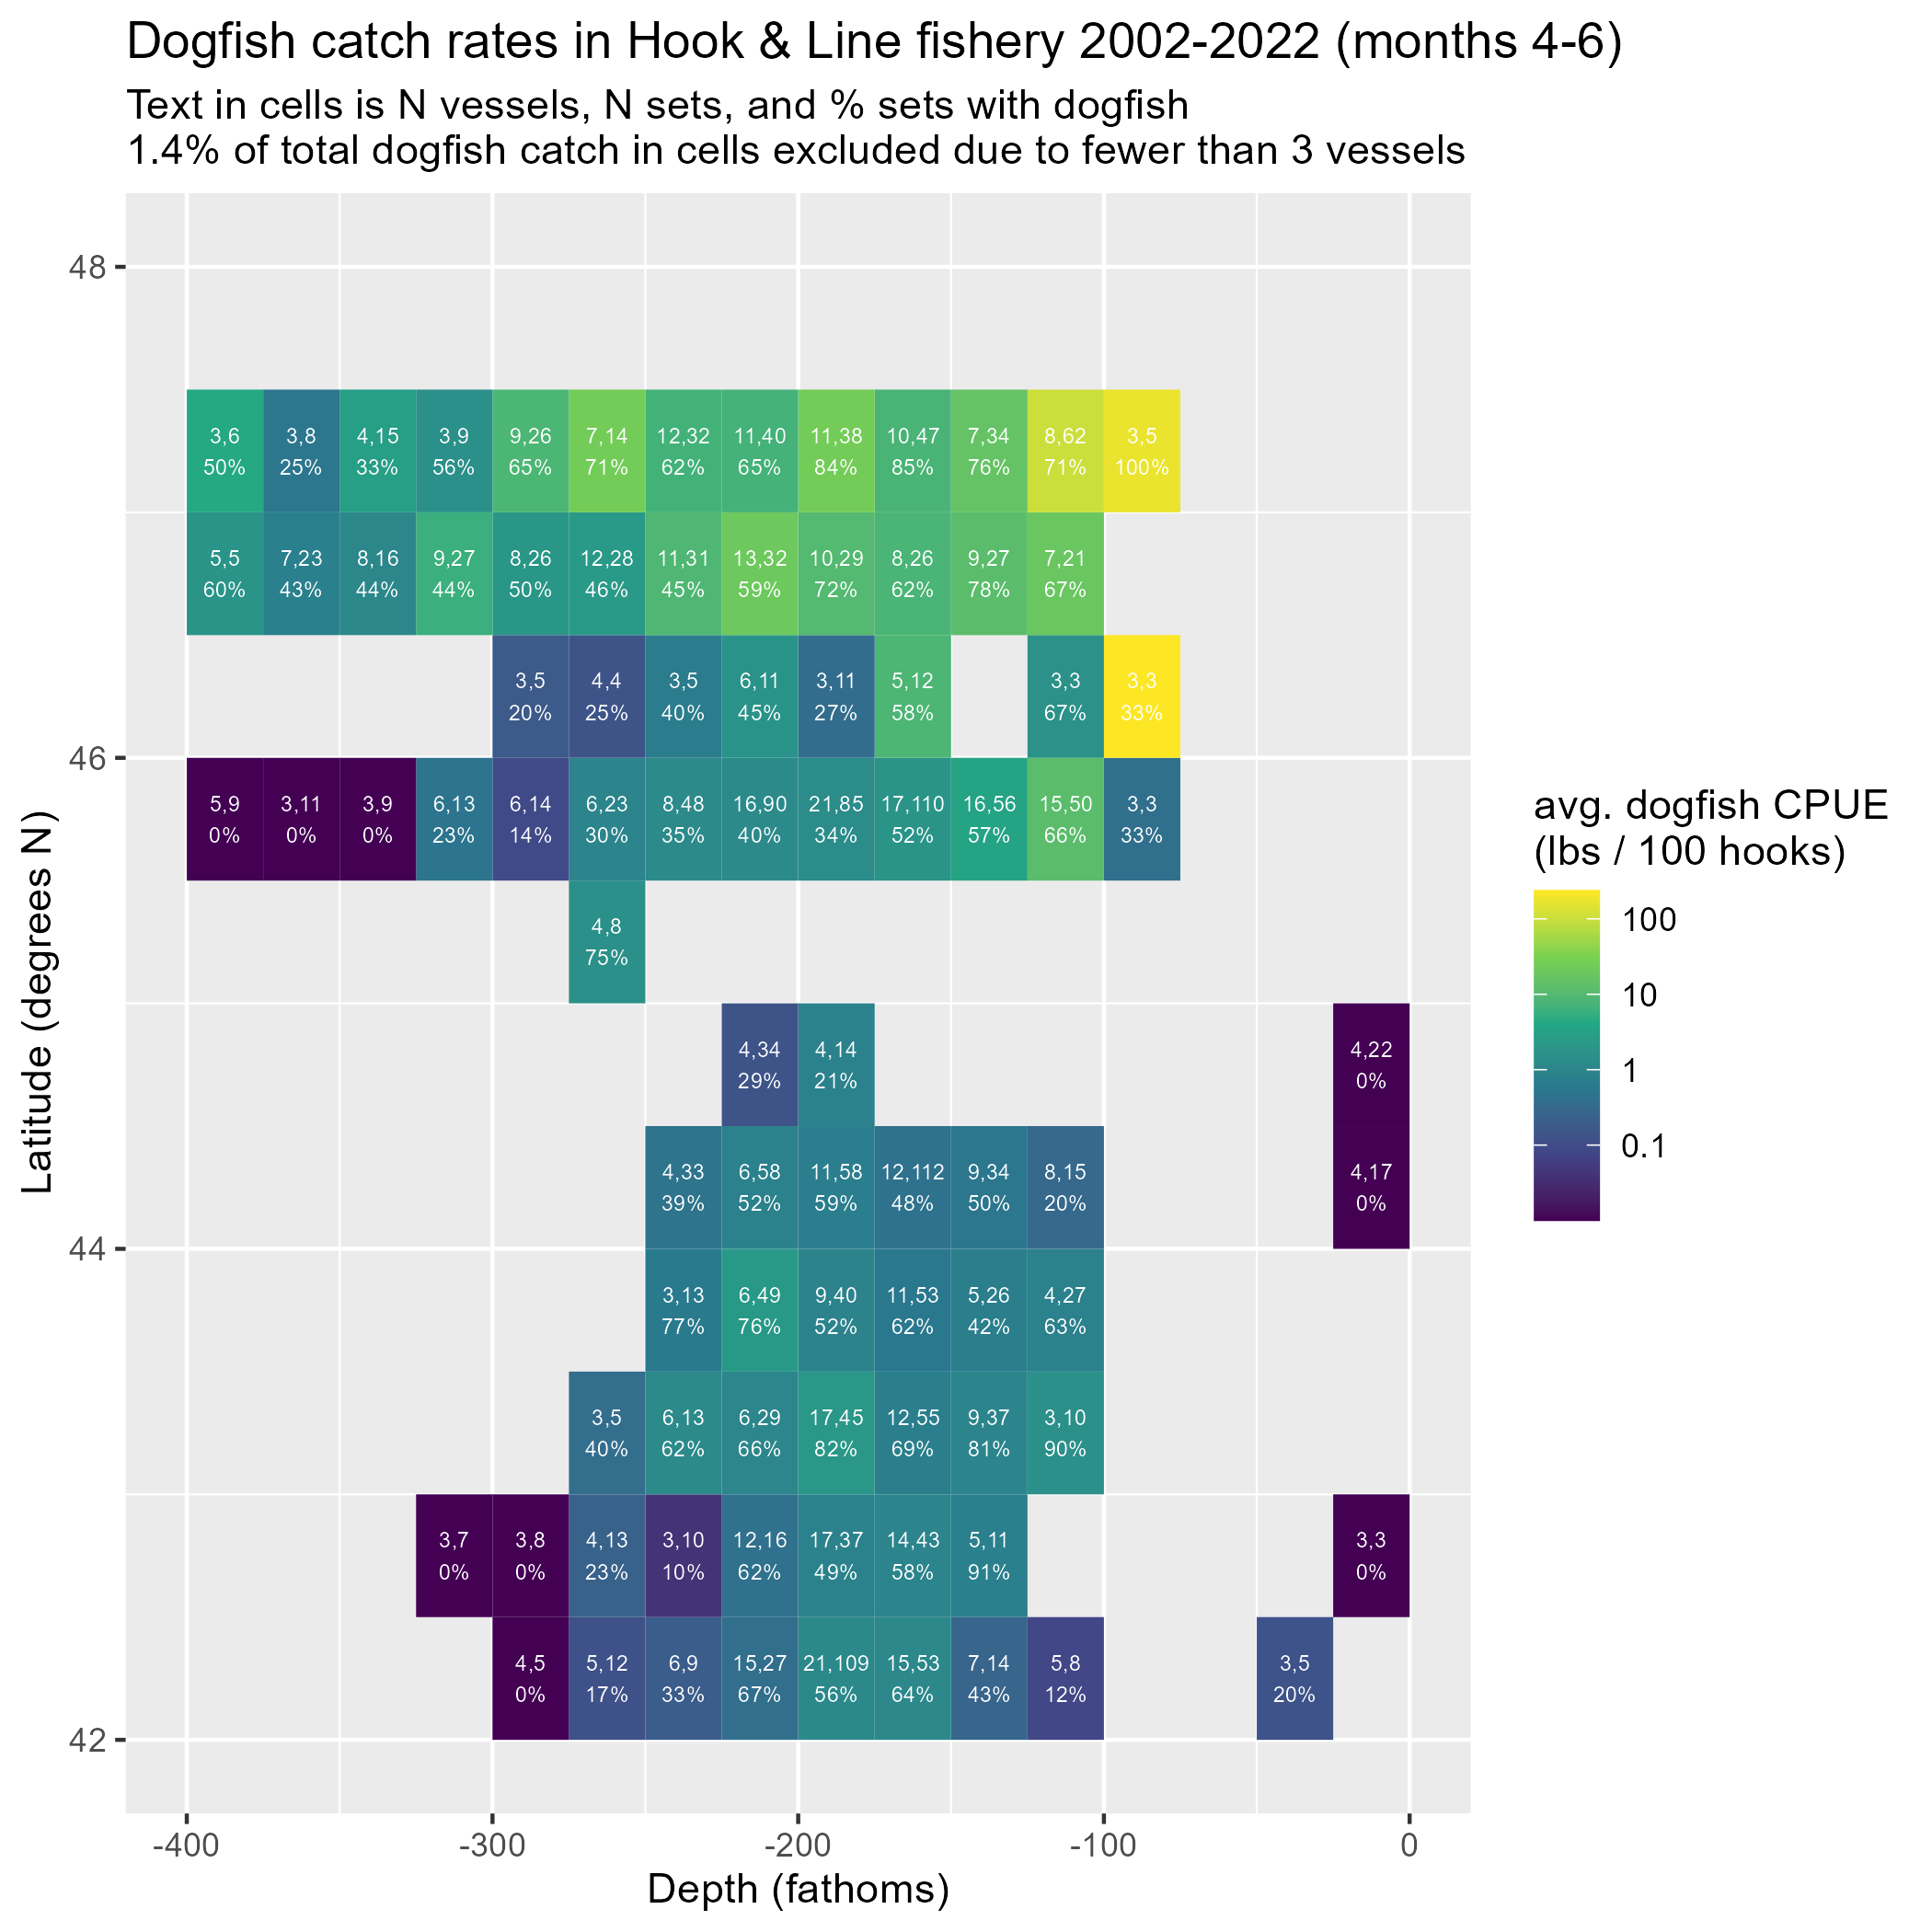 Dogfish catch rates in Hook & Line fishery 2002-2022 (months 4-6)
Text in cells is N vessels, N sets, and % sets with dogfish
1.4% of total dogfish catch in cells excluded due to fewer than 3 vessels
48
3,6 3,8 4,15 3,9 9,26 7,14 12,32 11,40 11,38 10,47 7,34 8,62 3,5
50% 25% 33% 56% 65% 71% 62% 65% 84% 85% 76% 71% 100%
5,5 7,23 8,16 9,27 8,26 12,28 11,31 13,32 10,29 8,26 9,27 7,21
60% 43% 44% 44% 50% 46% 45% 59% 72% 62% 78% 67%
3,5 4,4 3,5 6,11 3,11 5,12 3,3 3,3
20% 25% 40% 45% 27% 58% 67% 33%
46
5,9 3,11 3,9 6,13 6,14 6,23 8,48 16,90 21,85 17,110 16,56 15,50 3,3
0% 0% 0% 23% 14% 30% 35% 40% 34% 52% 57% 66% 33%
4,8
75%
4,34 4,14 4,22
29% 21% 0%
4,33 6,58 11,58 12,112 9,34 8,15 4,17
39% 52% 59% 48% 50% 20% 0%
44
3,13 6,49 9,40 11,53 5,26 4,27
77% 76% 52% 62% 42% 63%
3,5 6,13 6,29 17,45 12,55 9,37 3,10
40% 62% 66% 82% 69% 81% 90%
3,7 3,8 4,13 3,10 12,16 17,37 14,43 5,11 3,3
0% 0% 23% 10% 62% 49% 58% 91% 0%
4,5 5,12 6,9 15,27 21,109 15,53 7,14 5,8 3,5
0% 17% 33% 67% 56% 64% 43% 12% 20%
42
-400 -300 -200 -100 0
Depth (fathoms)
Latitude (degrees N)
avg. dogfish CPUE
(lbs / 100 hooks)
100
10
1
0.1